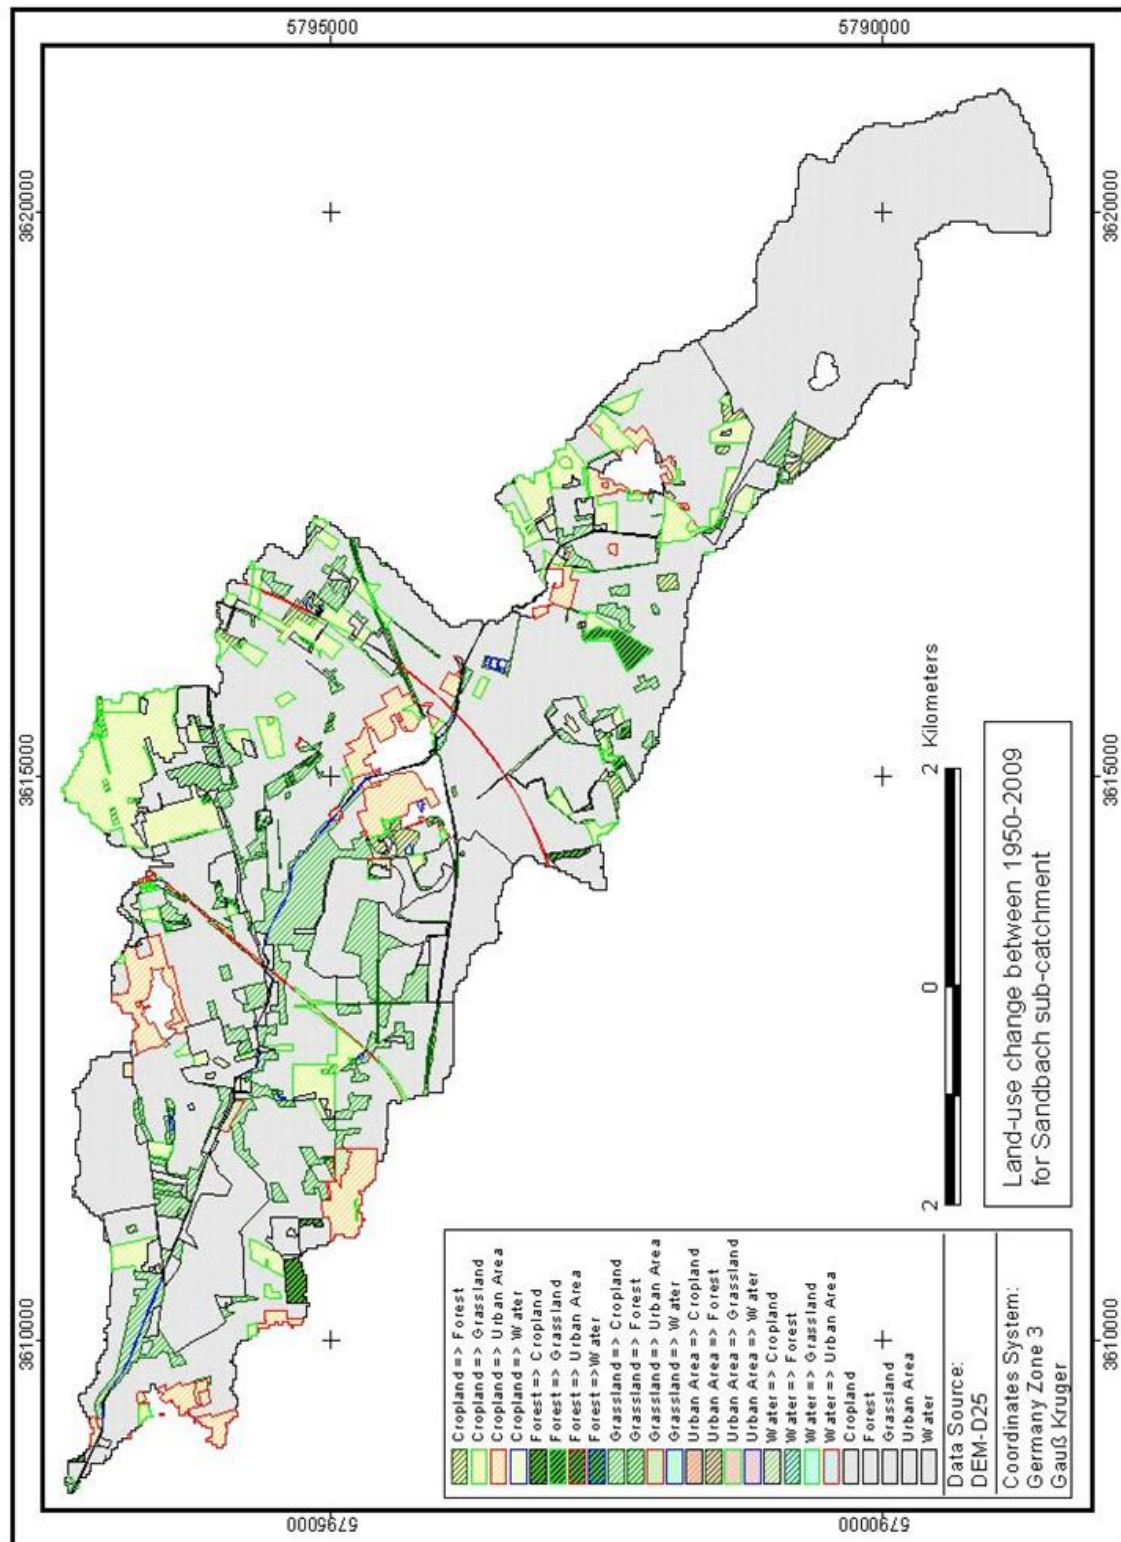 5795000
5790000
3620000
3620000
3615000
3615000
3610000
3610000
5795000
5790000
Cropland => Forest
Cropland => Grassland
Cropland => Urban Area
Cropland => Water
Forest => Cropland
Forest => Grassland
Forest => Urban Area
Forest => Water
Grassland => Cropland
Grassland => Forest
Grassland => Urban Area
Grassland => Water
Urban Area => Cropland
Urban Area => Forest
Urban Area => Grassland
Urban Area => Water
Water => Cropland
Water => Forest
Water => Grassland
Water => Urban Area
Cropland
Forest
Grassland
Urban Area
Water
Data Source:
DEM-D25
Coordinates System:
Germany Zone 3
Gauß Kruger
2 0 2 Kilometers
Land-use change between 1950-2009
for Sandbach sub-catchment